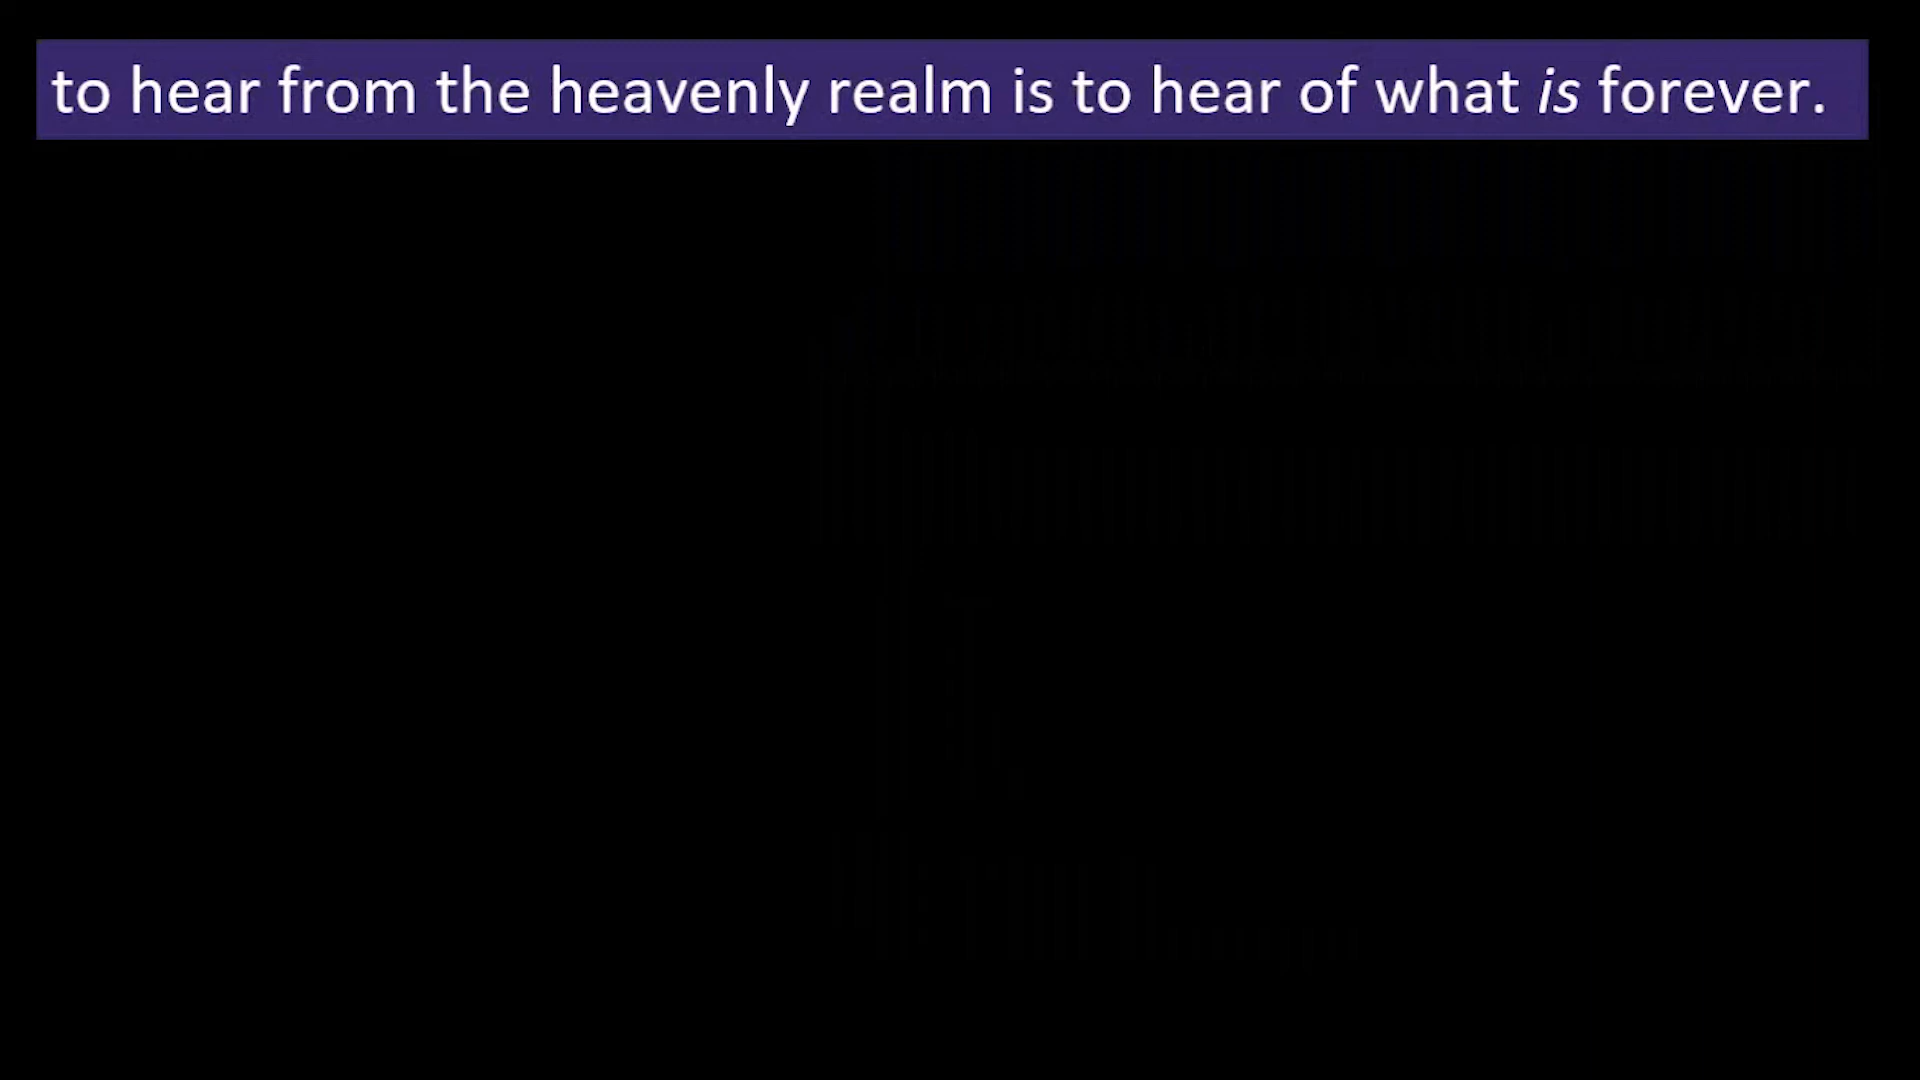 to hear from the heavenly realm is to hear of what is forever.